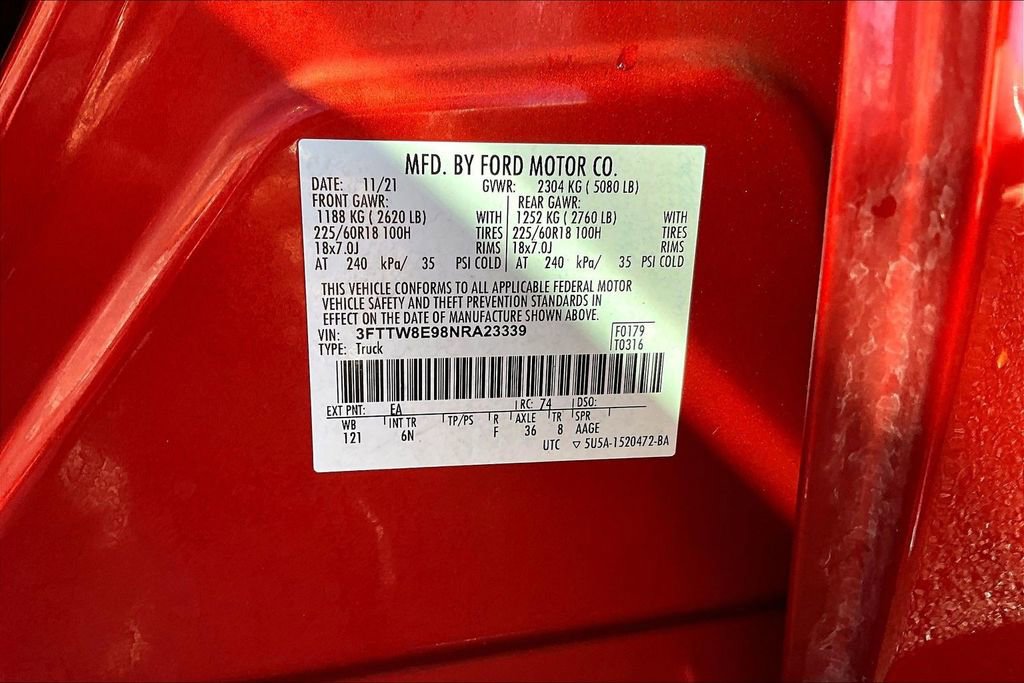 MFD. BY FORD MOTOR CO.
DATE: 11/21 GVWR: 2304 KG ( 5080 LB)
FRONT GAWR: REAR GAWR:
1188 KG ( 2620 LB) WITH 1252 KG ( 2760 LB) WITH
225/60R18 100H TIRES 225/60R18 100H TIRES
18x7.0J RIMS 18x7.0J RIMS
AT 240 kPa/ 35 PSI COLD AT 240 kPa/ 35 PSI COLD
THIS VEHICLE CONFORMS TO ALL APPLICABLE FEDERAL MOTOR
VEHICLE SAFETY AND THEFT PREVENTION STANDARDS IN
EFFECT ON THE DATE OF MANUFACTURE SHOWN ABOVE.
VIN: 3FTTW8E98NRA23339 F0179
TYPE: Truck T0316
EXT PNT: EA RC: 74 DSO:
WB INT TR TP/PS R AXLE TR SPR
121 6N F 36 8 AAGE
UTC ▽ 5U5A-1520472-BA